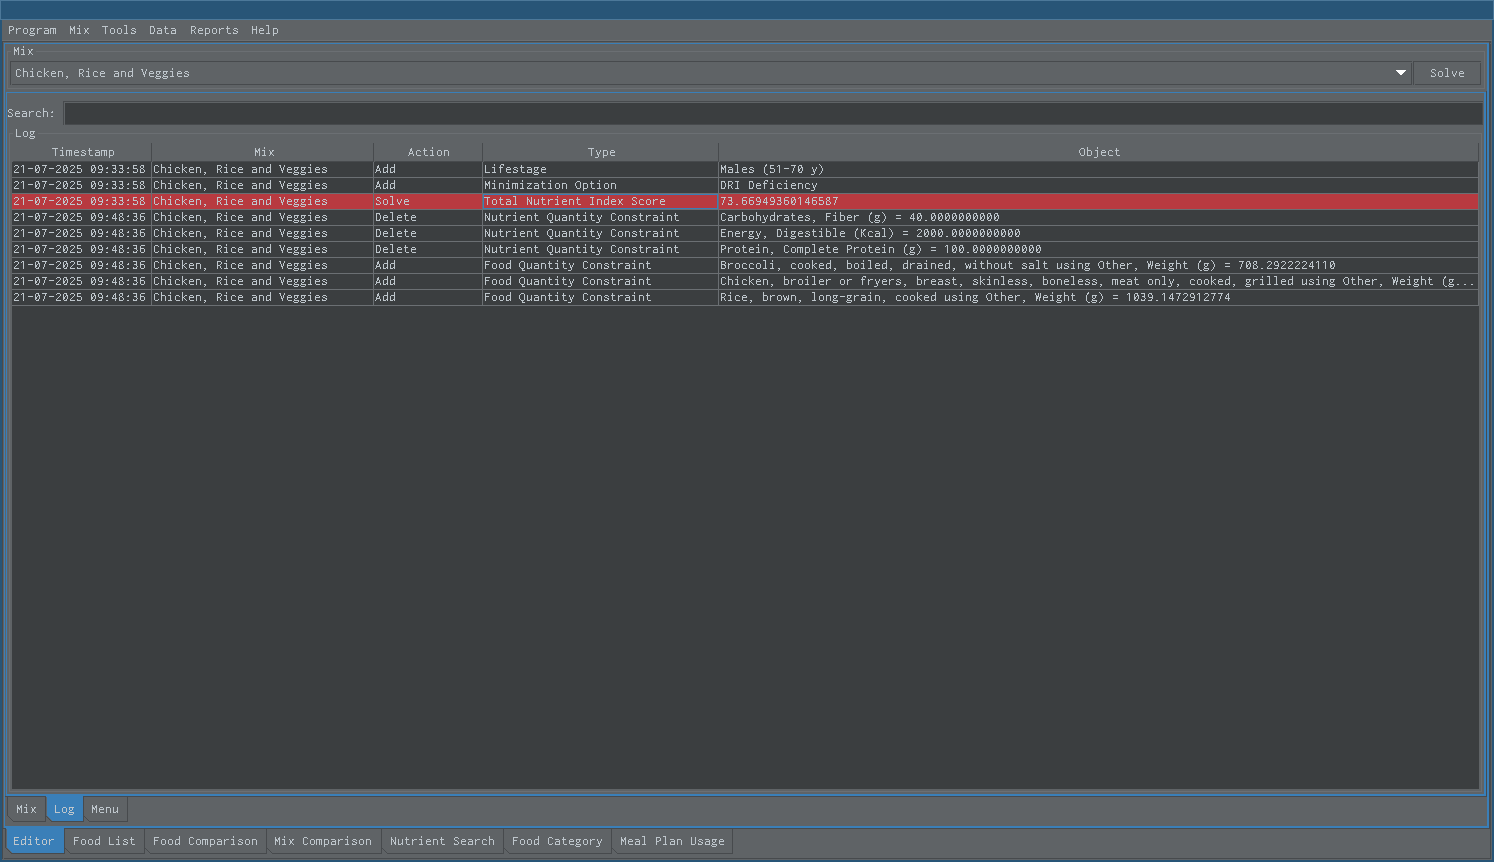 Program Mix Tools Data Reports Help
Mix
Chicken, Rice and Veggies Solve
Search:
Log
Timestamp Mix Action Type Object
21-07-2025 09:33:58 Chicken, Rice and Veggies Add Lifestage Males (51-70 y)
21-07-2025 09:33:58 Chicken, Rice and Veggies Add Minimization Option DRI Deficiency
21-07-2025 09:33:58 Chicken, Rice and Veggies Solve Total Nutrient Index Score 73.66949360146587
21-07-2025 09:48:36 Chicken, Rice and Veggies Delete Nutrient Quantity Constraint Carbohydrates, Fiber (g) = 40.0000000000
21-07-2025 09:48:36 Chicken, Rice and Veggies Delete Nutrient Quantity Constraint Energy, Digestible (Kcal) = 2000.0000000000
21-07-2025 09:48:36 Chicken, Rice and Veggies Delete Nutrient Quantity Constraint Protein, Complete Protein (g) = 100.0000000000
21-07-2025 09:48:36 Chicken, Rice and Veggies Add Food Quantity Constraint Broccoli, cooked, boiled, drained, without salt using Other, Weight (g) = 708.2922224110
21-07-2025 09:48:36 Chicken, Rice and Veggies Add Food Quantity Constraint Chicken, broiler or fryers, breast, skinless, boneless, meat only, cooked, grilled using Other, Weight (g...
21-07-2025 09:48:36 Chicken, Rice and Veggies Add Food Quantity Constraint Rice, brown, long-grain, cooked using Other, Weight (g) = 1039.1472912774
Mix Log Menu
Editor Food List Food Comparison Mix Comparison Nutrient Search Food Category Meal Plan Usage